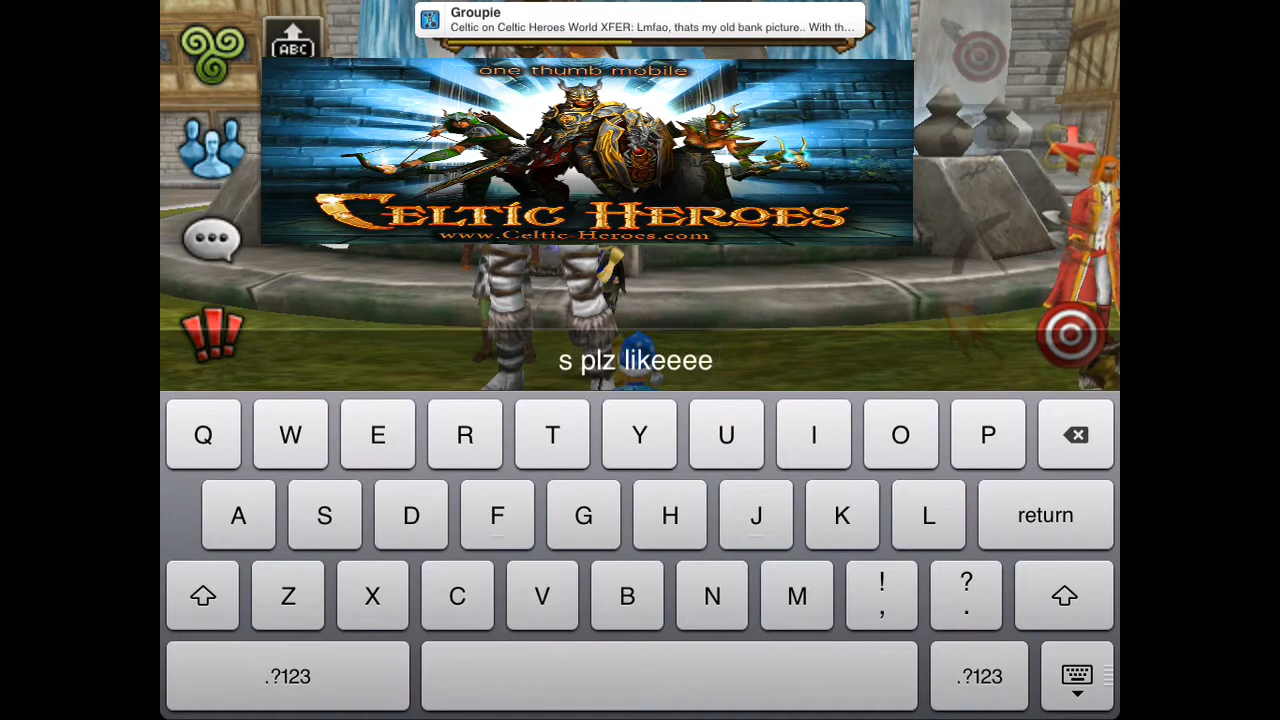 Groupie
Celtic on Celtic Heroes World XFER: Lmfao, thats my old bank picture.. With th…
ABC
one thumb mobile
Celtic Heroes
www.Celtic-Heroes.com
s plz likeeee
Q W E R T Y U I O P
A S D F G H J K L return
Z X C V B N M ! , ? .
.?123 .?123